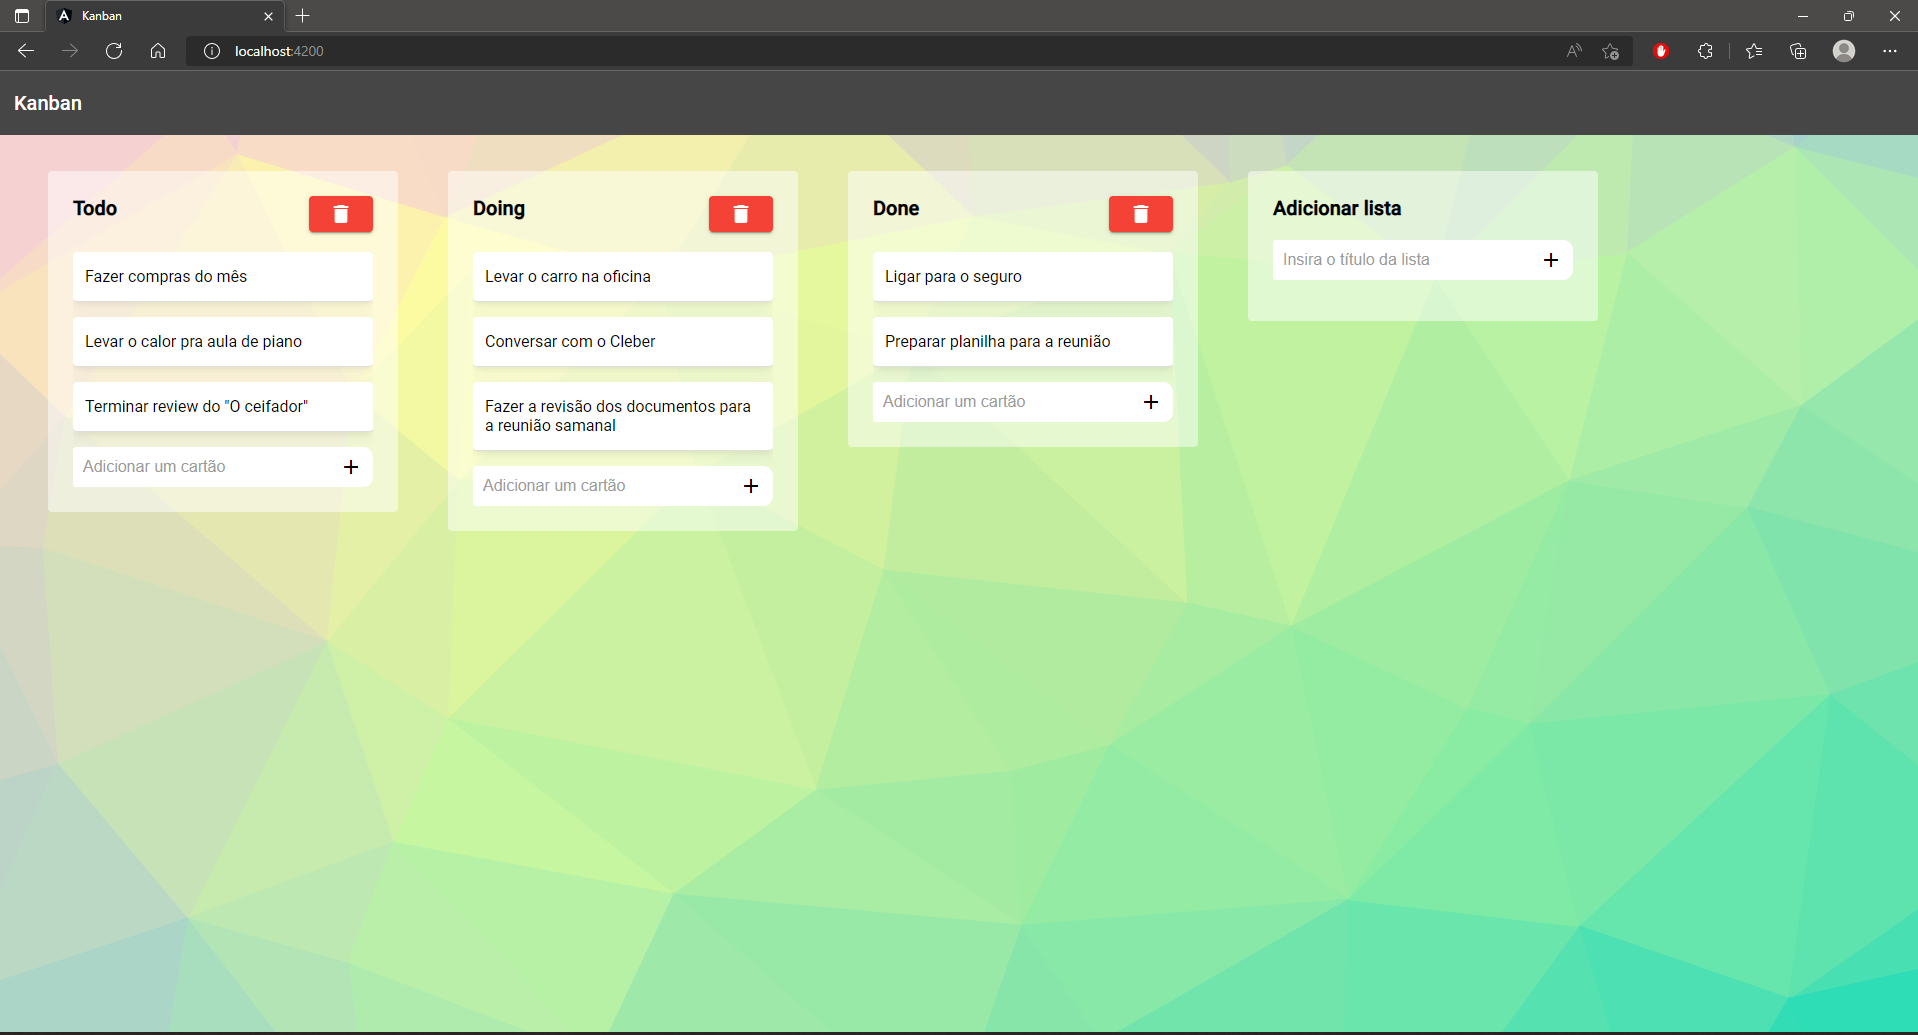 Kanban
localhost:4200
Kanban
Todo
Fazer compras do mês
Levar o calor pra aula de piano
Terminar review do "O ceifador"
Adicionar um cartão
Doing
Levar o carro na oficina
Conversar com o Cleber
Fazer a revisão dos documentos para
a reunião samanal
Adicionar um cartão
Done
Ligar para o seguro
Preparar planilha para a reunião
Adicionar um cartão
Adicionar lista
Insira o título da lista